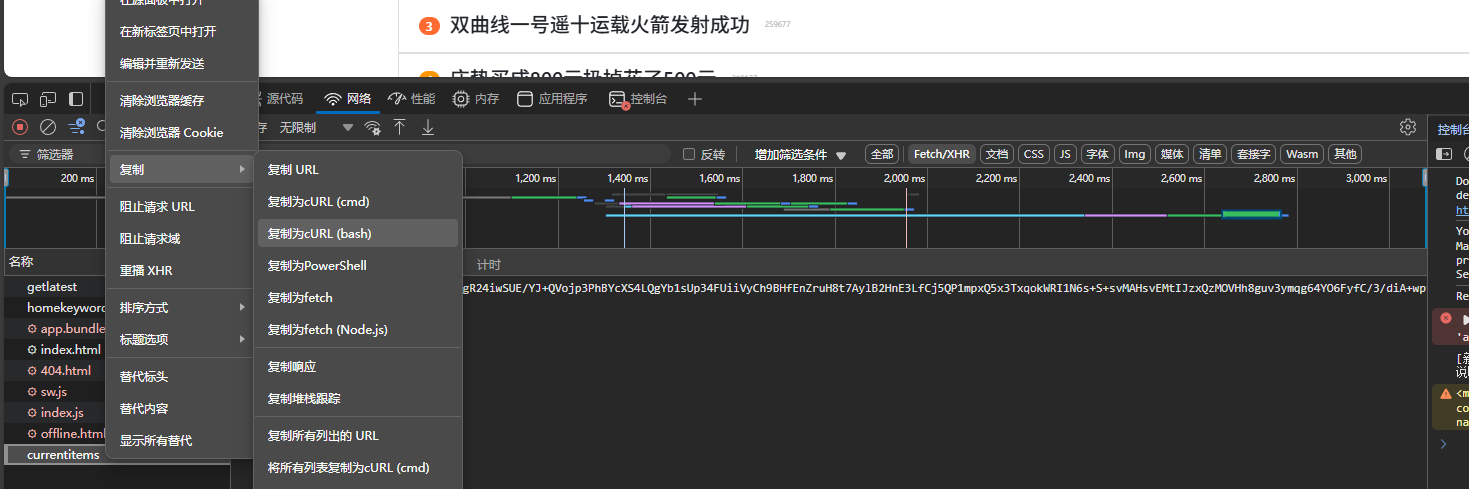 3 双曲线一号遥十运载火箭发射成功 259677
在新标签页中打开
编辑并重新发送
清除浏览器缓存
清除浏览器 Cookie
复制
阻止请求 URL
阻止请求域
重播 XHR
排序方式
标题选项
替代标头
替代内容
显示所有替代
源代码 网络 性能 内存 应用程序 控制台
无限制
筛选器 反转 增加筛选条件 全部 Fetch/XHR 文档 CSS JS 字体 Img 媒体 清单 套接字 Wasm 其他
200 ms 1,200 ms 1,400 ms 1,600 ms 1,800 ms 2,000 ms 2,200 ms 2,400 ms 2,600 ms 2,800 ms 3,000 ms
复制 URL
复制为cURL (cmd)
复制为cURL (bash)
复制为PowerShell
复制为fetch
复制为fetch (Node.js)
复制响应
复制堆栈跟踪
复制所有列出的 URL
将所有列表复制为cURL (cmd)
名称 计时
getlatest
homekeyword
app.bundle
index.html
404.html
sw.js
index.js
offline.html
currentitems
gR24iwSUE/YJ+QVojp3PhBYcXS4LQgYb1sUp34FUiiVyCh9BHfEnZruH8t7AylB2HnE3LfCj5QP1mpxQ5x3TxqokWRI1N6s+S+svMAHsvEMtIJzxQzMOVHh8guv3ymqg64YO6FyfC/3/diA+wp
控制台
Do
de
ht
Yo
Ma
pr
Se
Re
'a
说
<m
co
na